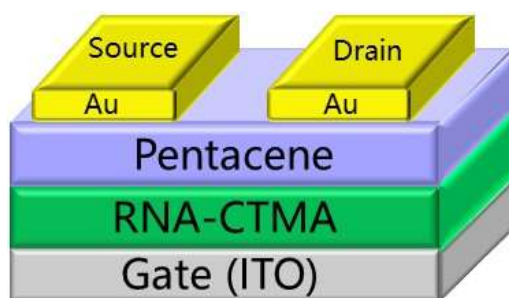 Source
Drain
Au
Au
Pentacene
RNA-CTMA
Gate (ITO)